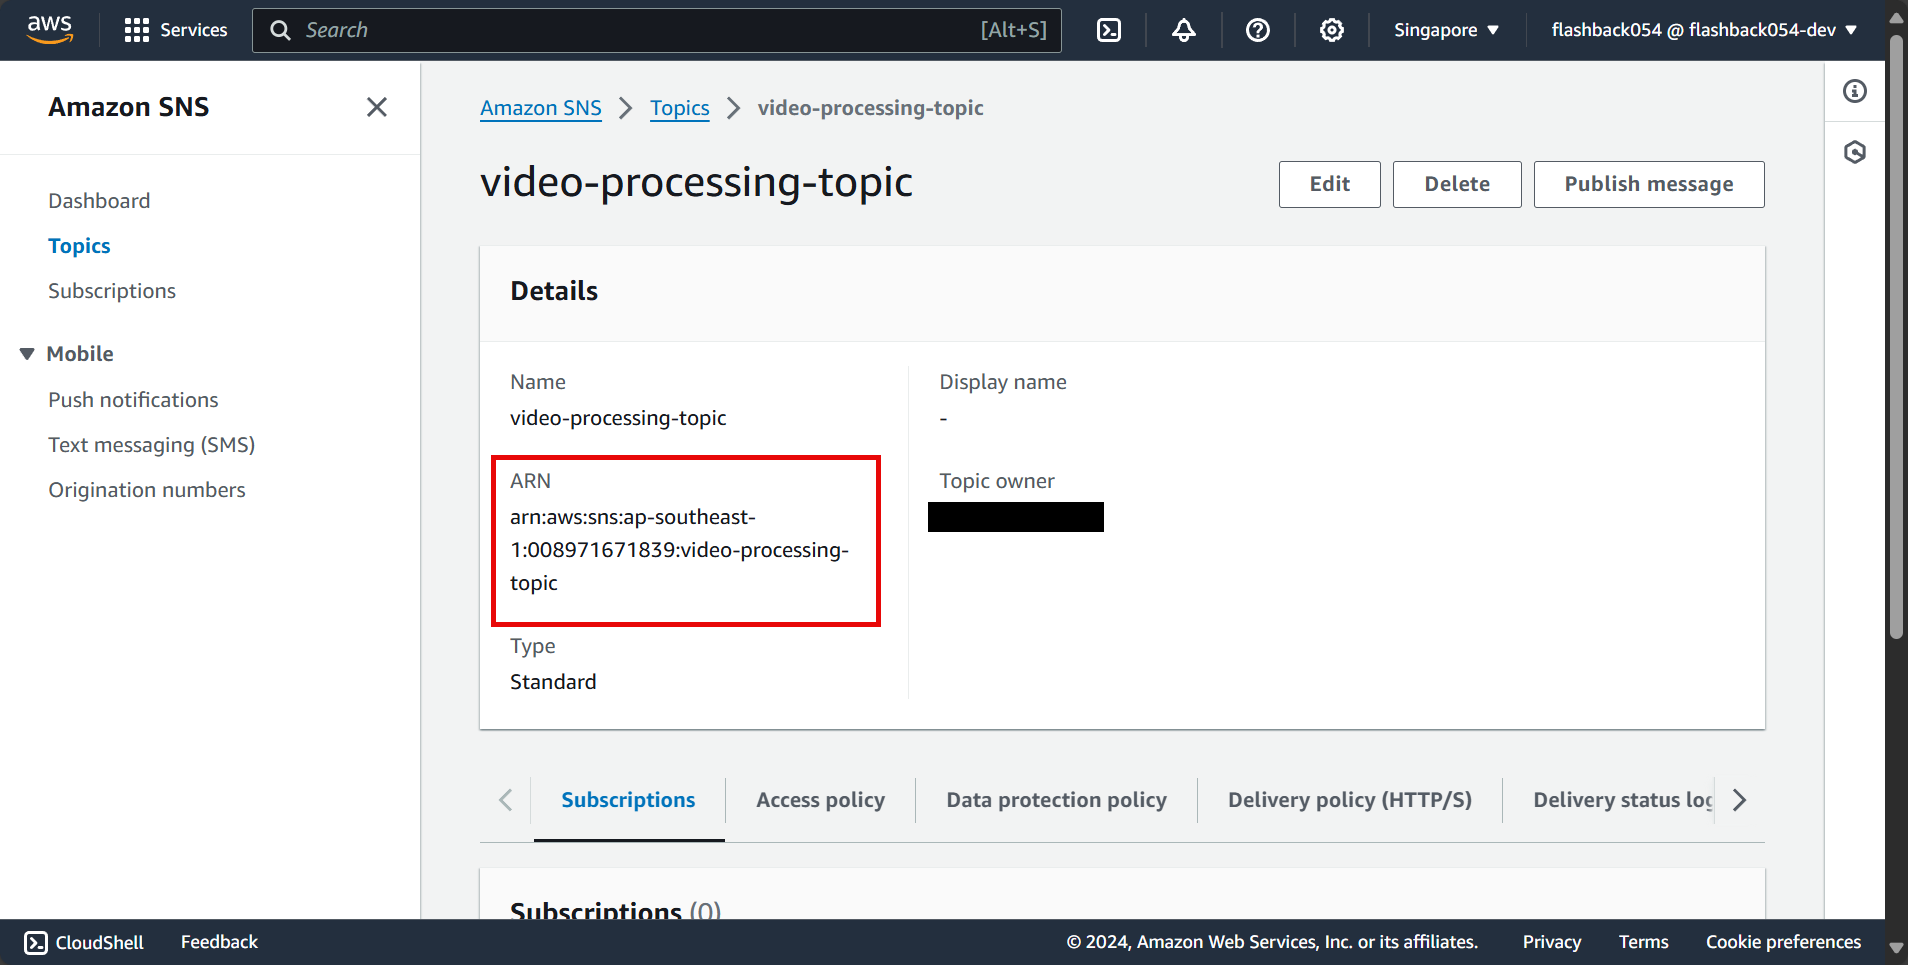 aws
Services
Search
[Alt+S]
Singapore
flashback054 @ flashback054-dev
Amazon SNS
Dashboard
Topics
Subscriptions
Mobile
Push notifications
Text messaging (SMS)
Origination numbers
Amazon SNS
Topics
video-processing-topic
video-processing-topic
Edit
Delete
Publish message
Details
Name
video-processing-topic
ARN
arn:aws:sns:ap-southeast-
1:008971671839:video-processing-
topic
Type
Standard
Display name
-
Topic owner
Subscriptions
Access policy
Data protection policy
Delivery policy (HTTP/S)
Delivery status log
Subscriptions (0)
CloudShell
Feedback
© 2024, Amazon Web Services, Inc. or its affiliates.
Privacy
Terms
Cookie preferences